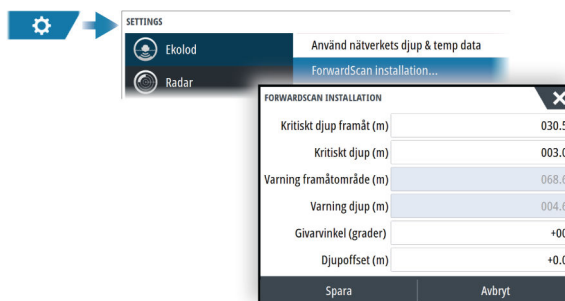 SETTINGS
Ekolod
Använd nätverkets djup & temp data
Radar
ForwardScan installation...
FORWARDSCAN INSTALLATION
Kritiskt djup framåt (m) 030.5
Kritiskt djup (m) 003.0
Varning framåtområde (m) 068.6
Varning djup (m) 004.6
Givarvinkel (grader) +00
Djupoffset (m) +0.0
Spara Avbryt